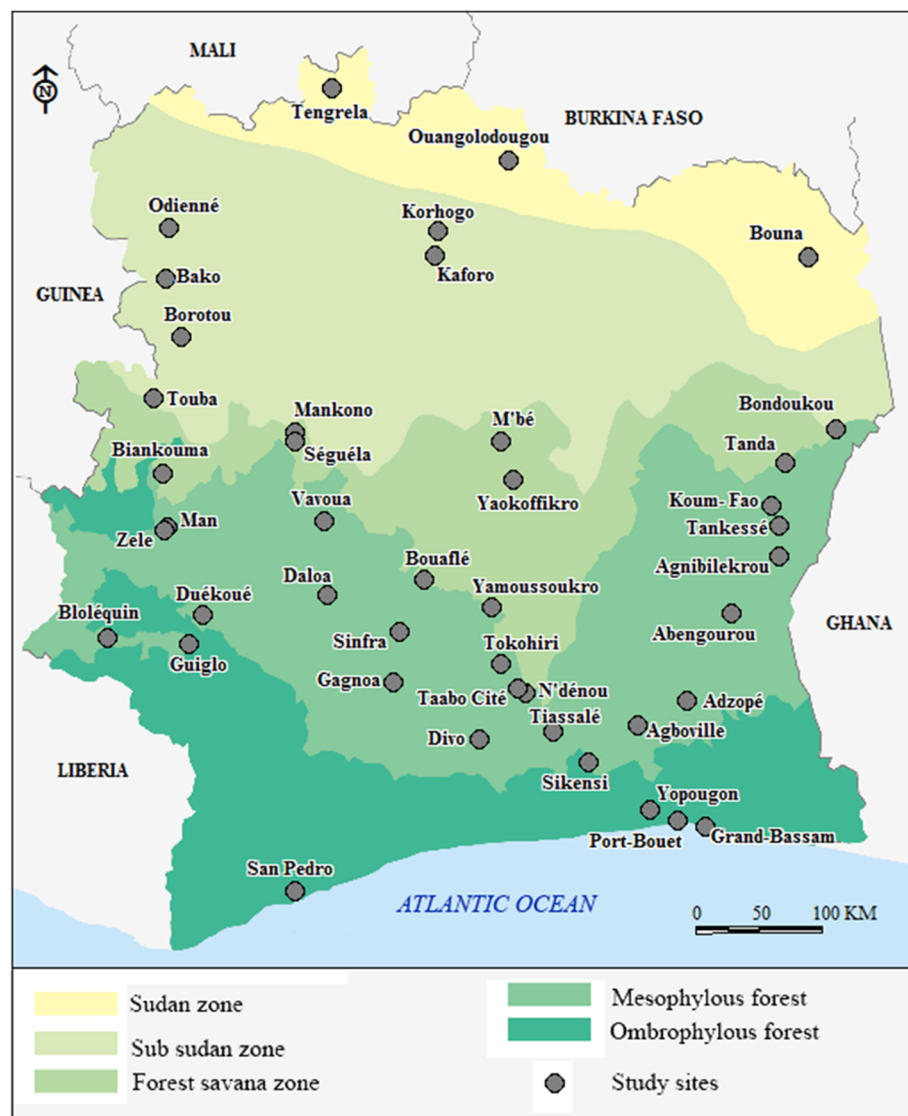 MALI
N
Tengrela
BURKINA FASO
Ouangolodougou
Odienné
Korhogo
Bouna
Kaforo
Bako
GUINEA
Borotou
Touba
Mankono
M'bé
Bondoukou
Séguéla
Tanda
Biankouma
Vavoua
Yaokoffikro
Koum- Fao
Man
Tankessé
Zele
Bouaflé
Agnibilekrou
Daloa
Yamoussoukro
Duékoué
Bloléquin
Abengourou
GHANA
Sinfra
Tokohiri
Guiglo
Gagnoa
Taabo Cité
N'dénou
Adzopé
Tiassalé
Divo
Agboville
LIBERIA
Sikensi
Yopougon
Port-Bouet
Grand-Bassam
San Pedro
ATLANTIC OCEAN
0 50 100 KM
Sudan zone
Sub sudan zone
Forest savana zone
Mesophylous forest
Ombrophylous forest
Study sites